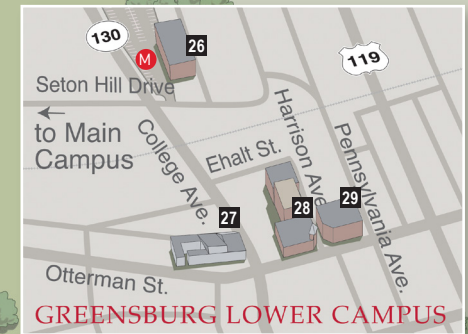 130
26
M
119
Seton Hill Drive
to Main
Campus
College Ave.
Ehalt St.
Harrison Ave
Pennsylvania Ave.
27
28
29
Otterman St.
GREENSBURG LOWER CAMPUS